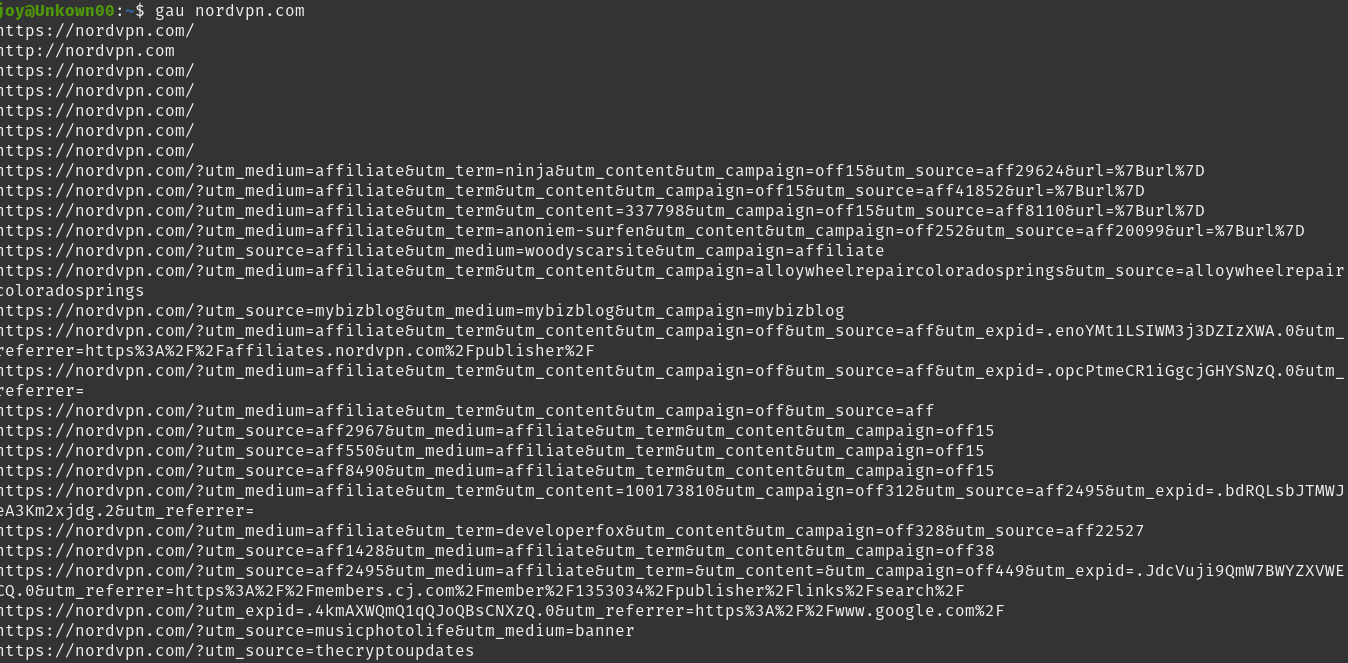 joy@Unkown00:~$ gau nordvpn.com
https://nordvpn.com/
http://nordvpn.com
https://nordvpn.com/
https://nordvpn.com/
https://nordvpn.com/
https://nordvpn.com/
https://nordvpn.com/
https://nordvpn.com/?utm_medium=affiliate&utm_term=ninja&utm_content&utm_campaign=off15&utm_source=aff29624&url=%7Burl%7D
https://nordvpn.com/?utm_medium=affiliate&utm_term&utm_content&utm_campaign=off15&utm_source=aff41852&url=%7Burl%7D
https://nordvpn.com/?utm_medium=affiliate&utm_term&utm_content=337798&utm_campaign=off15&utm_source=aff8110&url=%7Burl%7D
https://nordvpn.com/?utm_medium=affiliate&utm_term=anoniem-surfen&utm_content&utm_campaign=off252&utm_source=aff20099&url=%7Burl%7D
https://nordvpn.com/?utm_source=affiliate&utm_medium=woodyscarsite&utm_campaign=affiliate
https://nordvpn.com/?utm_medium=affiliate&utm_term&utm_content&utm_campaign=alloywheelrepaircoloradosprings&utm_source=alloywheelrepair
coloradosprings
https://nordvpn.com/?utm_source=mybizblog&utm_medium=mybizblog&utm_campaign=mybizblog
https://nordvpn.com/?utm_medium=affiliate&utm_term&utm_content&utm_campaign=off&utm_source=aff&utm_expid=.enoYMt1LSIWM3j3DZIzXWA.0&utm_
referrer=https%3A%2F%2Faffiliates.nordvpn.com%2Fpublisher%2F
https://nordvpn.com/?utm_medium=affiliate&utm_term&utm_content&utm_campaign=off&utm_source=aff&utm_expid=.opcPtmeCR1iGgcjGHYSNzQ.0&utm_
referrer=
https://nordvpn.com/?utm_medium=affiliate&utm_term&utm_content&utm_campaign=off&utm_source=aff
https://nordvpn.com/?utm_source=aff2967&utm_medium=affiliate&utm_term&utm_content&utm_campaign=off15
https://nordvpn.com/?utm_source=aff550&utm_medium=affiliate&utm_term&utm_content&utm_campaign=off15
https://nordvpn.com/?utm_source=aff8490&utm_medium=affiliate&utm_term&utm_content&utm_campaign=off15
https://nordvpn.com/?utm_medium=affiliate&utm_term&utm_content=100173810&utm_campaign=off312&utm_source=aff2495&utm_expid=.bdRQLsbJTMWJ
eA3Km2xjdg.2&utm_referrer=
https://nordvpn.com/?utm_medium=affiliate&utm_term=developerfox&utm_content&utm_campaign=off328&utm_source=aff22527
https://nordvpn.com/?utm_source=aff1428&utm_medium=affiliate&utm_term&utm_content&utm_campaign=off38
https://nordvpn.com/?utm_source=aff2495&utm_medium=affiliate&utm_term=&utm_content=&utm_campaign=off449&utm_expid=.JdcVuji9QmW7BWYZXVWE
CQ.0&utm_referrer=https%3A%2F%2Fmembers.cj.com%2Fmember%2F1353034%2Fpublisher%2Flinks%2Fsearch%2F
https://nordvpn.com/?utm_expid=.4kmAXWQmQ1qQJoQBsCNXzQ.0&utm_referrer=https%3A%2F%2Fwww.google.com%2F
https://nordvpn.com/?utm_source=musicphotolife&utm_medium=banner
https://nordvpn.com/?utm_source=thecryptoupdates